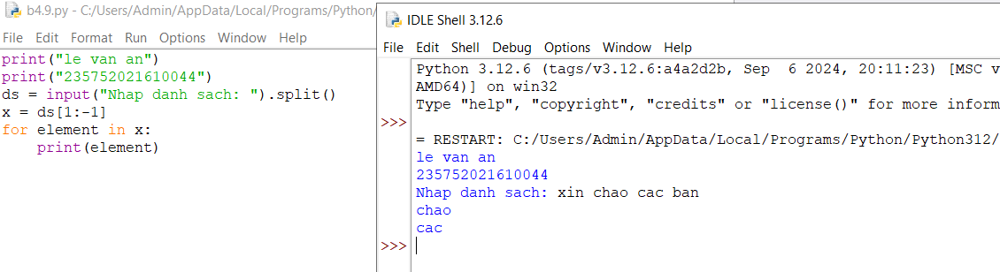 b4.9.py - C:/Users/Admin/AppData/Local/Programs/Python/
File Edit Format Run Options Window Help
print("le van an")
print("235752021610044")
ds = input("Nhap danh sach: ").split()
x = ds[1:-1]
for element in x:
    print(element)
IDLE Shell 3.12.6
File Edit Shell Debug Options Window Help
Python 3.12.6 (tags/v3.12.6:a4a2d2b, Sep  6 2024, 20:11:23) [MSC v
AMD64)] on win32
Type "help", "copyright", "credits" or "license()" for more inform
>>>
= RESTART: C:/Users/Admin/AppData/Local/Programs/Python/Python312/
le van an
235752021610044
Nhap danh sach: xin chao cac ban
chao
cac
>>>